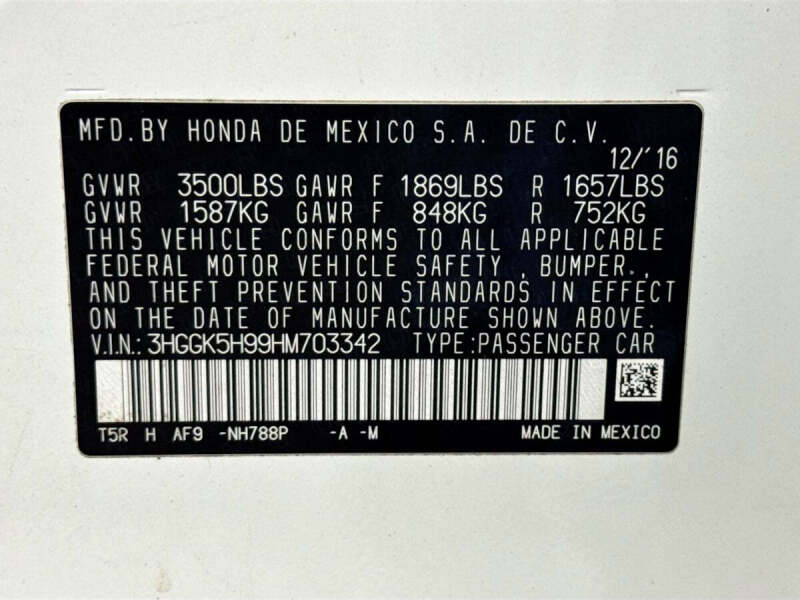 MFD.BY HONDA DE MEXICO S.A. DE C.V.
12/'16
GVWR 3500LBS GAWR F 1869LBS R 1657LBS
GVWR 1587KG GAWR F 848KG R 752KG
THIS VEHICLE CONFORMS TO ALL APPLICABLE
FEDERAL MOTOR VEHICLE SAFETY , BUMPER. ,
AND THEFT PREVENTION STANDARDS IN EFFECT
ON THE DATE OF MANUFACTURE SHOWN ABOVE.
V.I.N.: 3HGGK5H99HM703342 TYPE:PASSENGER CAR
T5R H AF9 -NH788P -A -M MADE IN MEXICO